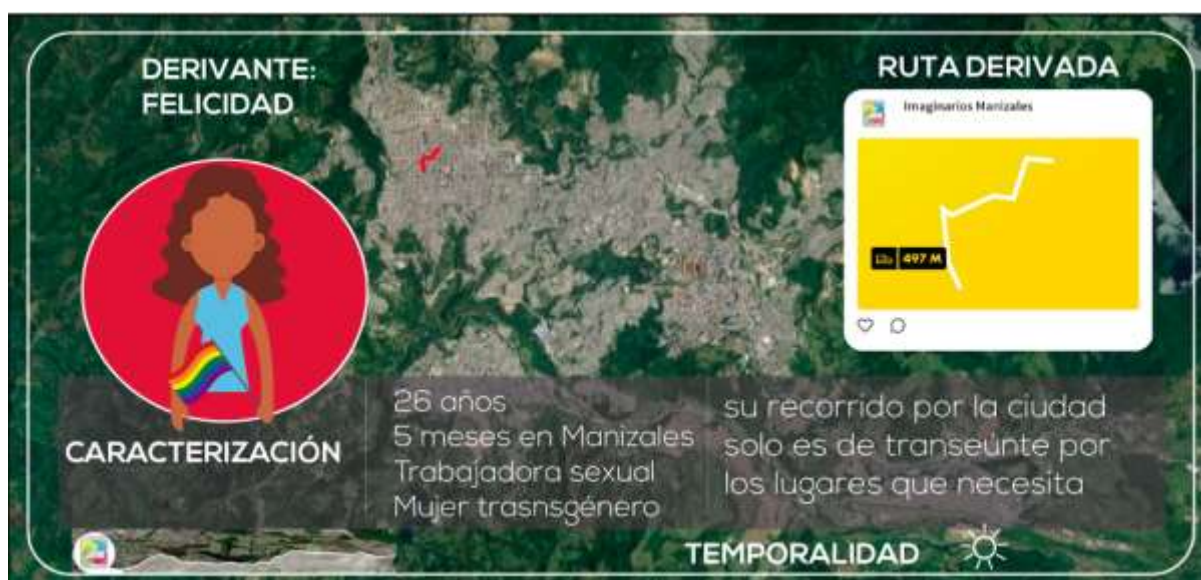 DERIVANTE:
FELICIDAD
RUTA DERIVADA
Imaginarios Manizales
497 M
CARACTERIZACIÓN
26 años
5 meses en Manizales
Trabajadora sexual
Mujer trasnsgénero
su recorrido por la ciudad
solo es de transeúnte por
los lugares que necesita
TEMPORALIDAD